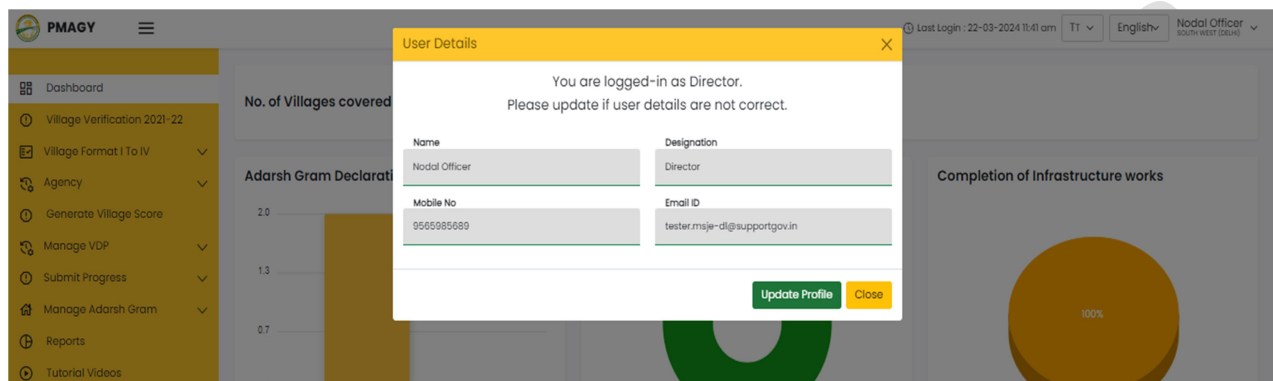 PMAGY
Last Login : 22-03-2024 11:41 am
TT
English
Nodal Officer
SOUTH WEST (DELHI)
Dashboard
Village Verification 2021-22
Village Format I To IV
Agency
Generate Village Score
Manage VDP
Submit Progress
Manage Adarsh Gram
Reports
Tutorial Videos
No. of Villages covered
Adarsh Gram Declarati
2.0
1.3
0.7
User Details
You are logged-in as Director.
Please update if user details are not correct.
Name
Designation
Nodal Officer
Director
Mobile No
Email ID
9565985689
tester.msje-dl@supportgov.in
Update Profile
Close
Completion of Infrastructure works
100%